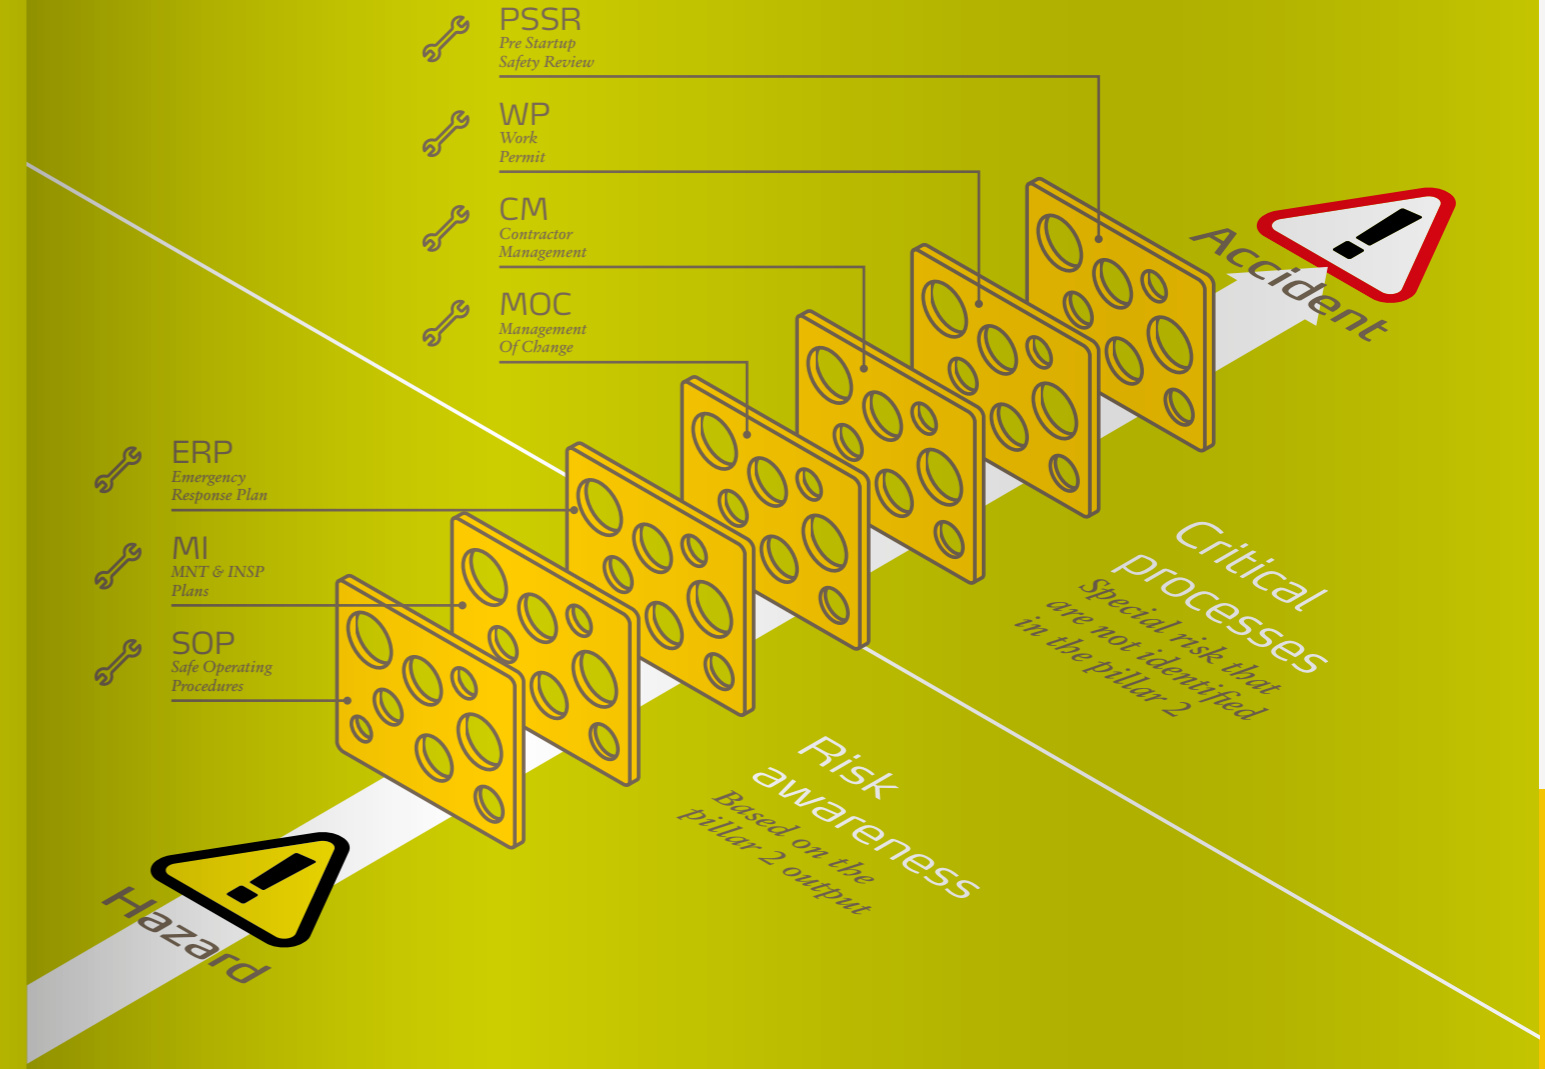 PSSR
Pre Startup
Safety Review
WP
Work
Permit
CM
Contractor
Management
MOC
Management
Of Change
ERP
Emergency
Response Plan
MI
MNT & INSP
Plans
SOP
Safe Operating
Procedures
Accident
Critical
processes
Special risk that
are not identified
in the pillar 2
Risk
awareness
Based on the
pillar 2 output
Hazard